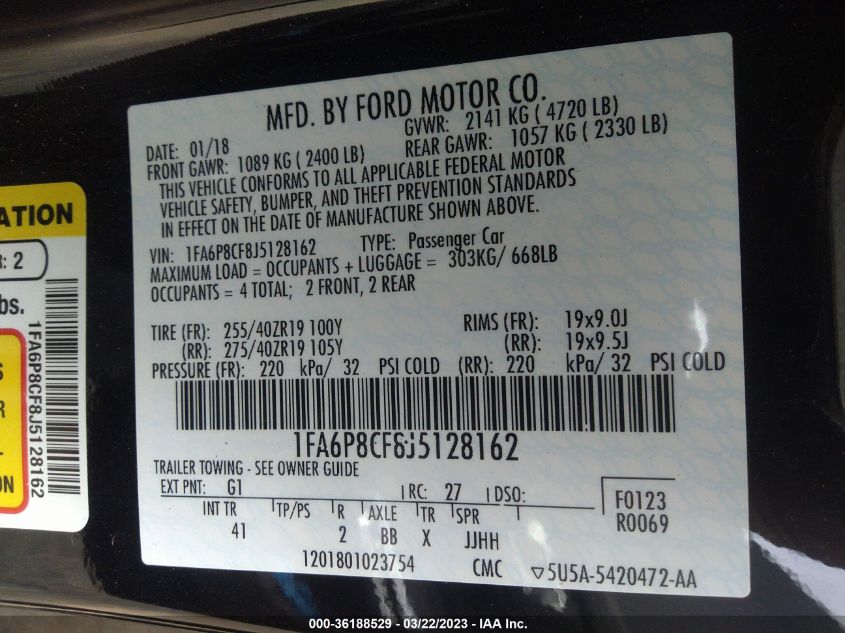 MFD. BY FORD MOTOR CO.
DATE: 01/18 GVWR: 2141 KG ( 4720 LB)
FRONT GAWR: 1089 KG ( 2400 LB) REAR GAWR: 1057 KG ( 2330 LB)
THIS VEHICLE CONFORMS TO ALL APPLICABLE FEDERAL MOTOR
VEHICLE SAFETY, BUMPER, AND THEFT PREVENTION STANDARDS
IN EFFECT ON THE DATE OF MANUFACTURE SHOWN ABOVE.
VIN: 1FA6P8CF8J5128162 TYPE: Passenger Car
MAXIMUM LOAD = OCCUPANTS + LUGGAGE = 303KG/ 668LB
OCCUPANTS = 4 TOTAL; 2 FRONT, 2 REAR
TIRE (FR): 255/40ZR19 100Y RIMS (FR): 19x9.0J
(RR): 275/40ZR19 105Y (RR): 19x9.5J
PRESSURE (FR): 220 kPa/ 32 PSI COLD (RR): 220 kPa/ 32 PSI COLD
1FA6P8CF8J5128162
TRAILER TOWING - SEE OWNER GUIDE
EXT PNT: G1 RC: 27 DSO: F0123
R0069
INT TR TP/PS R AXLE TR SPR
41 2 BB X JJHH
1201801023754 CMC ▽5U5A-5420472-AA
ATION
R: 2
bs.
S
R
L
ON
1FA6P8CF8J5128162
000-36188529 - 03/22/2023 - IAA Inc.